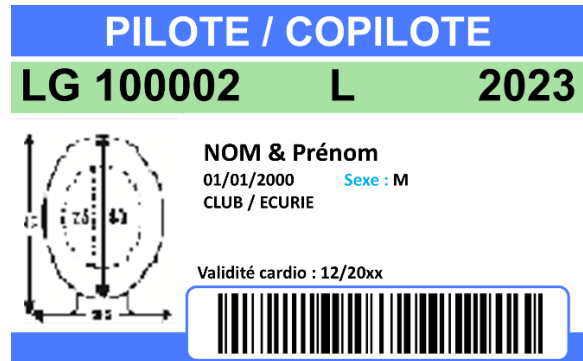 PILOTE / COPILOTE
LG 100002 L 2023
NOM & Prénom
01/01/2000 Sexe : M
CLUB / ECURIE
Validité cardio : 12/20xx